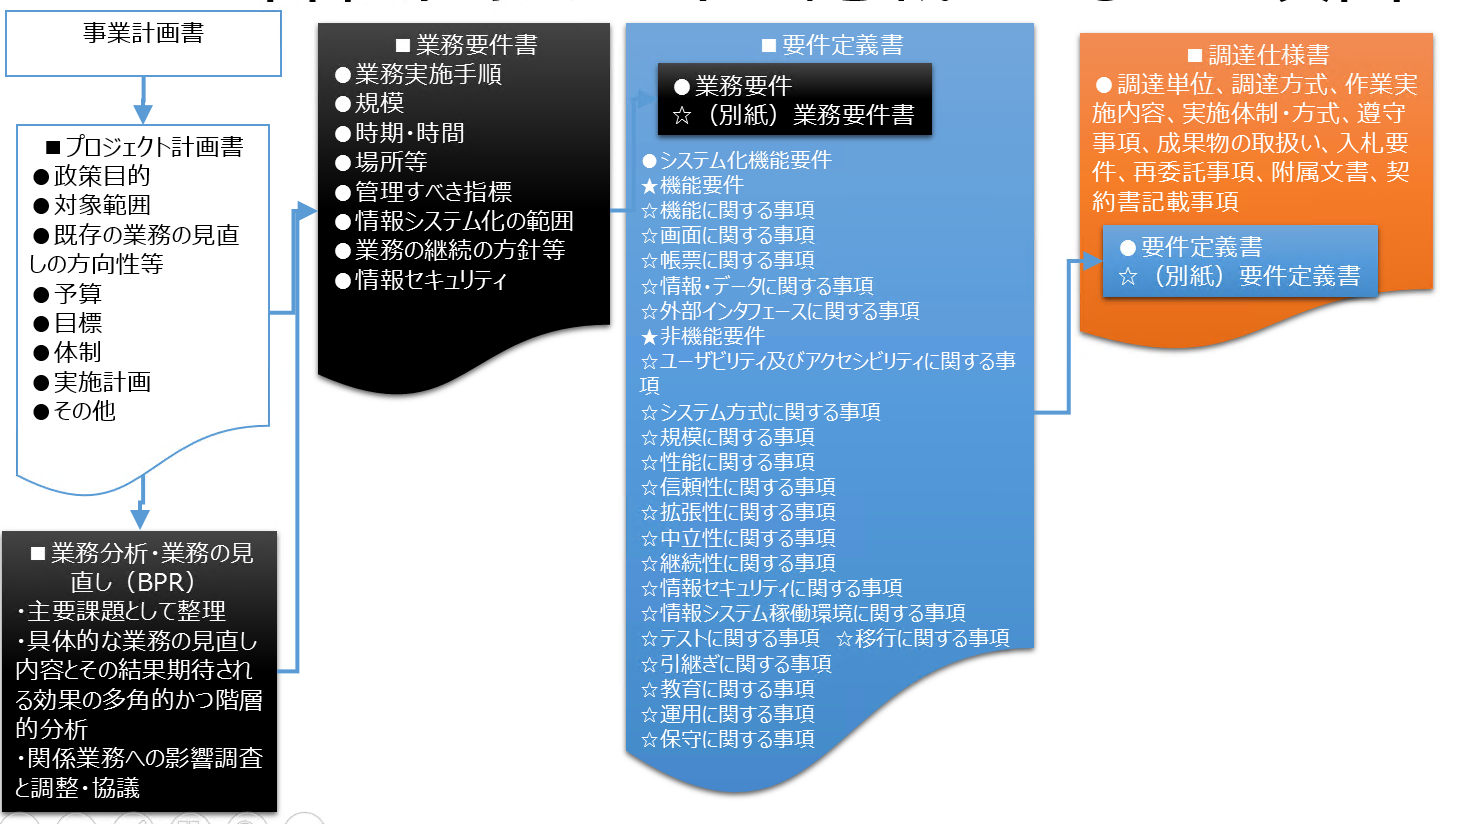 事業計画書
■プロジェクト計画書
●政策目的
●対象範囲
●既存の業務の見直
しの方向性等
●予算
●目標
●体制
●実施計画
●その他
■業務分析・業務の見
直し（BPR）
・主要課題として整理
・具体的な業務の見直し
内容とその結果期待され
る効果の多角的かつ階層
的分析
・関係業務への影響調査
と調整・協議
■業務要件書
●業務実施手順
●規模
●時期・時間
●場所等
●管理すべき指標
●情報システム化の範囲
●業務の継続の方針等
●情報セキュリティ
■要件定義書
●業務要件
☆（別紙）業務要件書
●システム化機能要件
★機能要件
☆機能に関する事項
☆画面に関する事項
☆帳票に関する事項
☆情報・データに関する事項
☆外部インタフェースに関する事項
★非機能要件
☆ユーザビリティ及びアクセシビリティに関する事
項
☆システム方式に関する事項
☆規模に関する事項
☆性能に関する事項
☆信頼性に関する事項
☆拡張性に関する事項
☆中立性に関する事項
☆継続性に関する事項
☆情報セキュリティに関する事項
☆情報システム稼働環境に関する事項
☆テストに関する事項　☆移行に関する事項
☆引継ぎに関する事項
☆教育に関する事項
☆運用に関する事項
☆保守に関する事項
■調達仕様書
●調達単位、調達方式、作業実
施内容、実施体制・方式、遵守
事項、成果物の取扱い、入札要
件、再委託事項、附属文書、契
約書記載事項
●要件定義書
☆（別紙）要件定義書